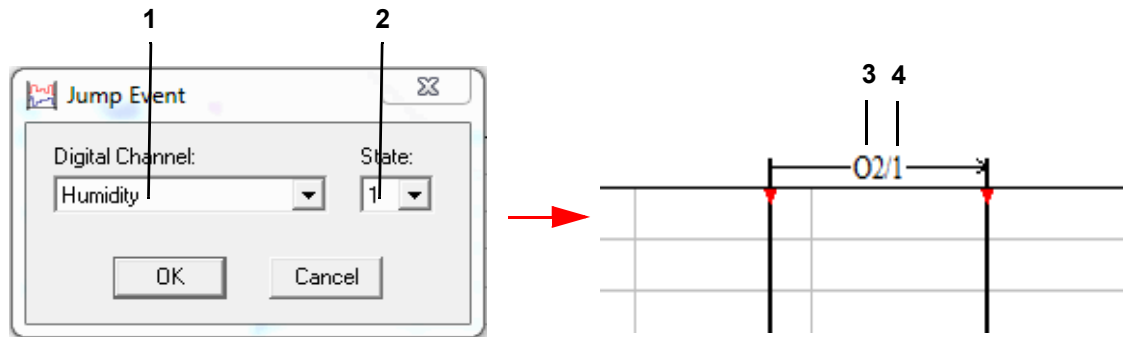 1
2
Jump Event
Digital Channel:
State:
Humidity
1
OK
Cancel
3 4
O2/1